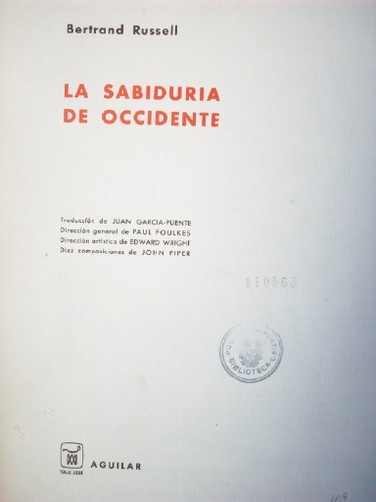 Bertrand Russell
LA SABIDURIA
DE OCCIDENTE
Traducción de JUAN GARCIA-PUENTE
Dirección general de PAUL FOULKES
Dirección artística de EDWARD WRIGHT
Diez composiciones de JOHN PIPER
BIBLIOTECA
AGUILAR